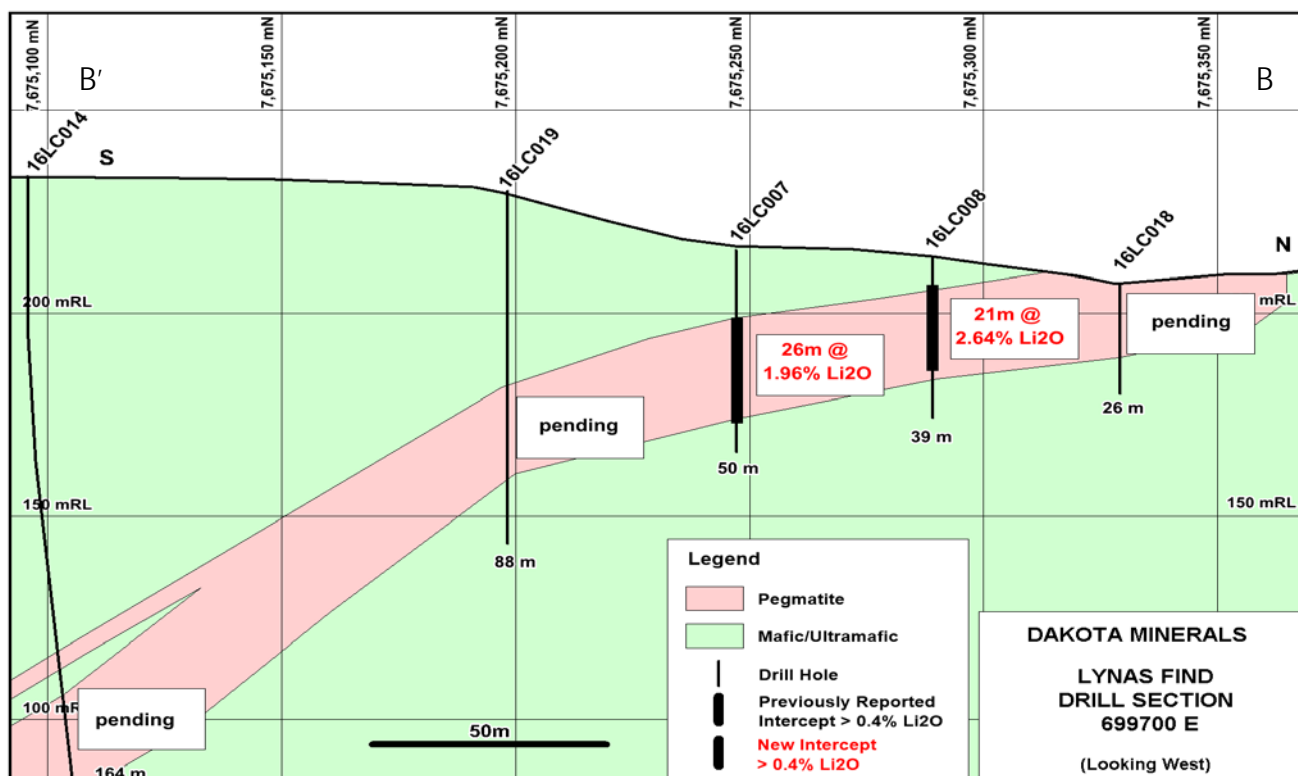 7,675,100 mN
7,675,150 mN
7,675,200 mN
7,675,250 mN
7,675,300 mN
7,675,350 mN
B′
B
16LC014
S
16LC019
16LC007
16LC008
16LC018
N
200 mRL
mRL
26m @
1.96% Li2O
21m @
2.64% Li2O
pending
pending
26 m
39 m
50 m
150 mRL
150 mRL
88 m
100 mRL
pending
164 m
50m
Legend
Pegmatite
Mafic/Ultramafic
Drill Hole
Previously Reported
Intercept > 0.4% Li2O
New Intercept
> 0.4% Li2O
DAKOTA MINERALS
LYNAS FIND
DRILL SECTION
699700 E
(Looking West)